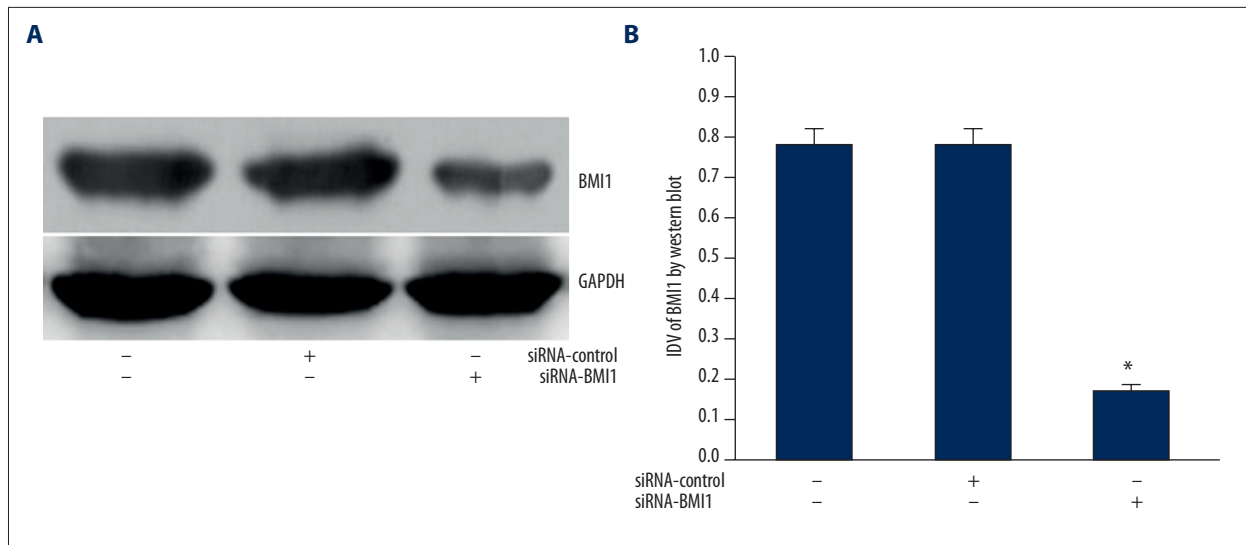 A
BMI1
GAPDH
– + – siRNA-control
– – + siRNA-BMI1
B
IDV of BMI1 by western blot
1.0
0.9
0.8
0.7
0.6
0.5
0.4
0.3
0.2
0.1
0.0
*
siRNA-control – + –
siRNA-BMI1 – – +